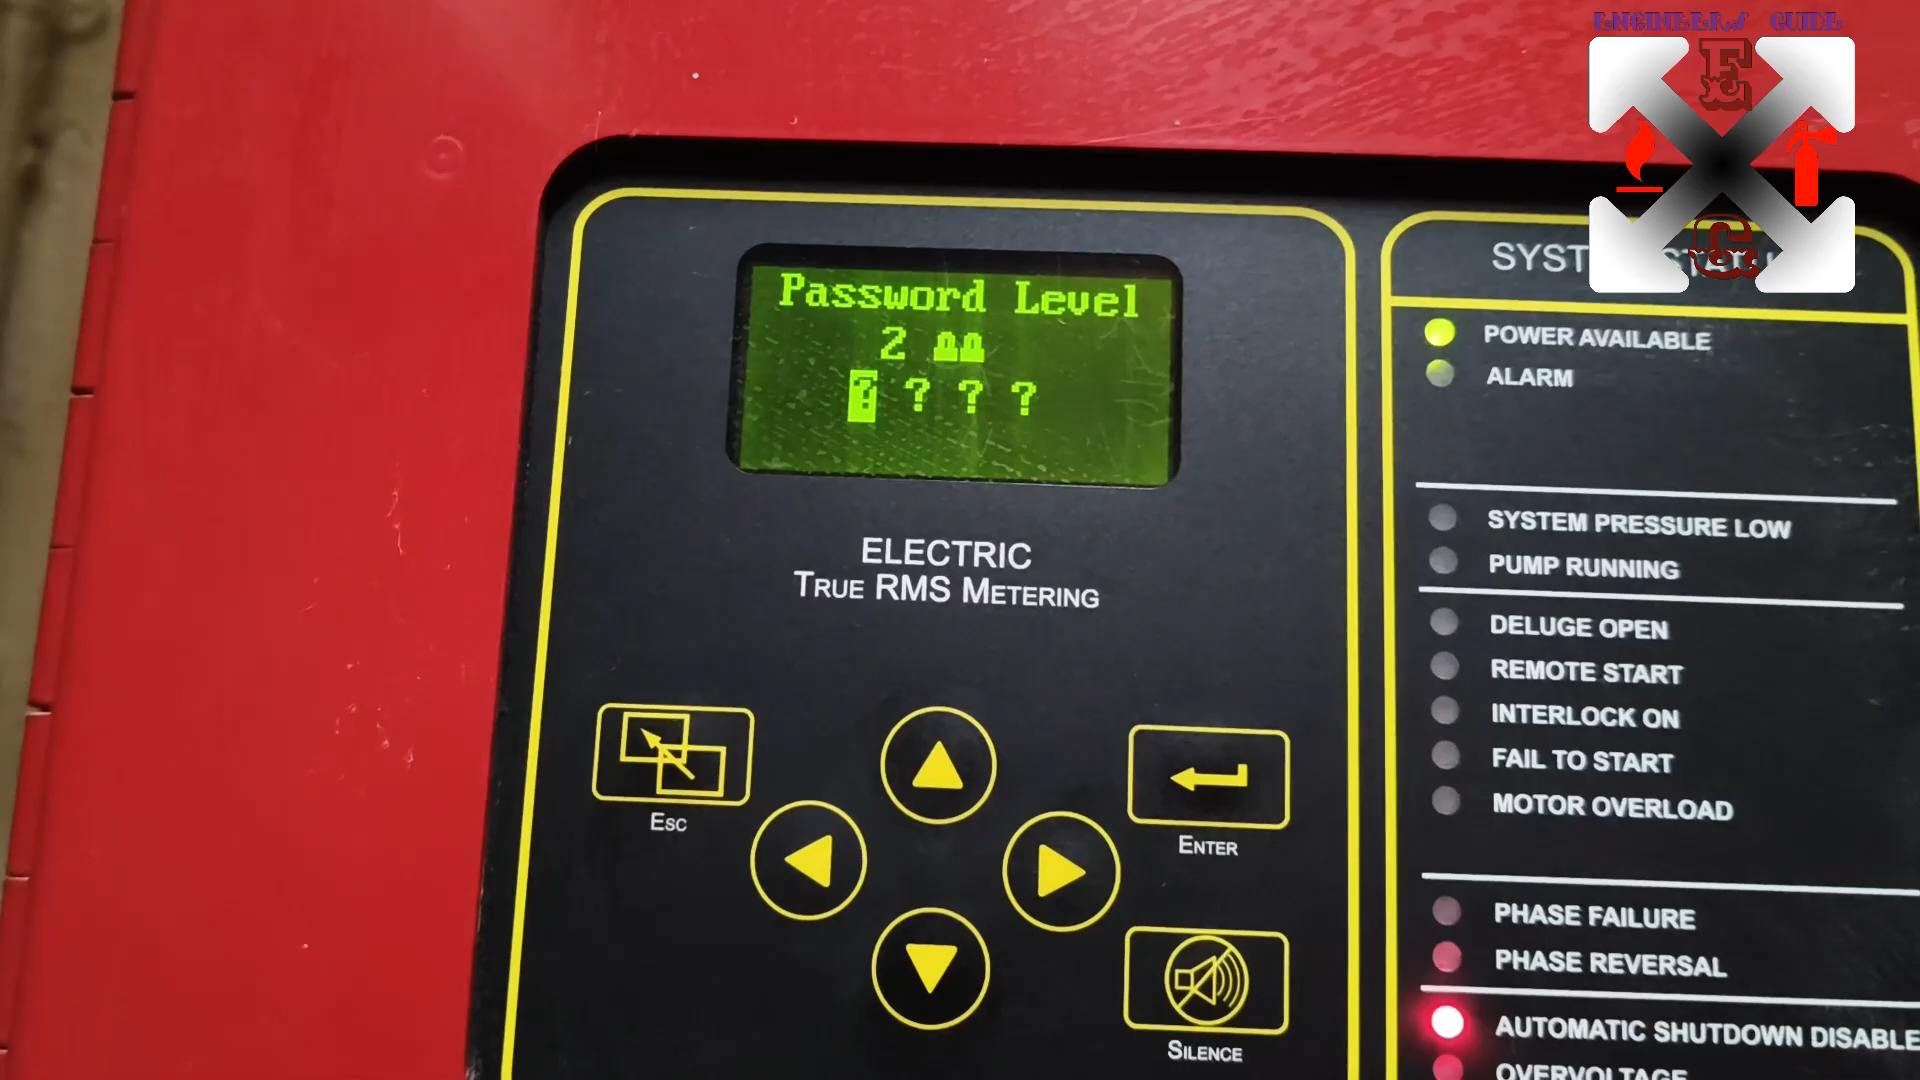 ENGINEERS GUIDE
E
G
Password Level
2
? ? ? ?
ELECTRIC
TRUE RMS METERING
ESC
ENTER
SILENCE
POWER AVAILABLE
ALARM
SYSTEM PRESSURE LOW
PUMP RUNNING
DELUGE OPEN
REMOTE START
INTERLOCK ON
FAIL TO START
MOTOR OVERLOAD
PHASE FAILURE
PHASE REVERSAL
AUTOMATIC SHUTDOWN DISABLE
OVERVOLTAGE